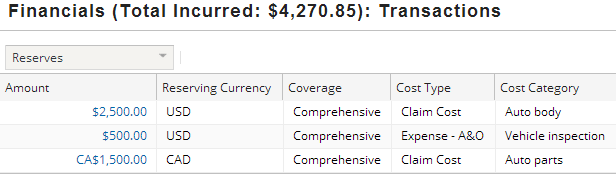 Financials (Total Incurred: $4,270.85): Transactions
Reserves
Amount Reserving Currency Coverage Cost Type Cost Category
$2,500.00 USD Comprehensive Claim Cost Auto body
$500.00 USD Comprehensive Expense - A&O Vehicle inspection
CA$1,500.00 CAD Comprehensive Claim Cost Auto parts